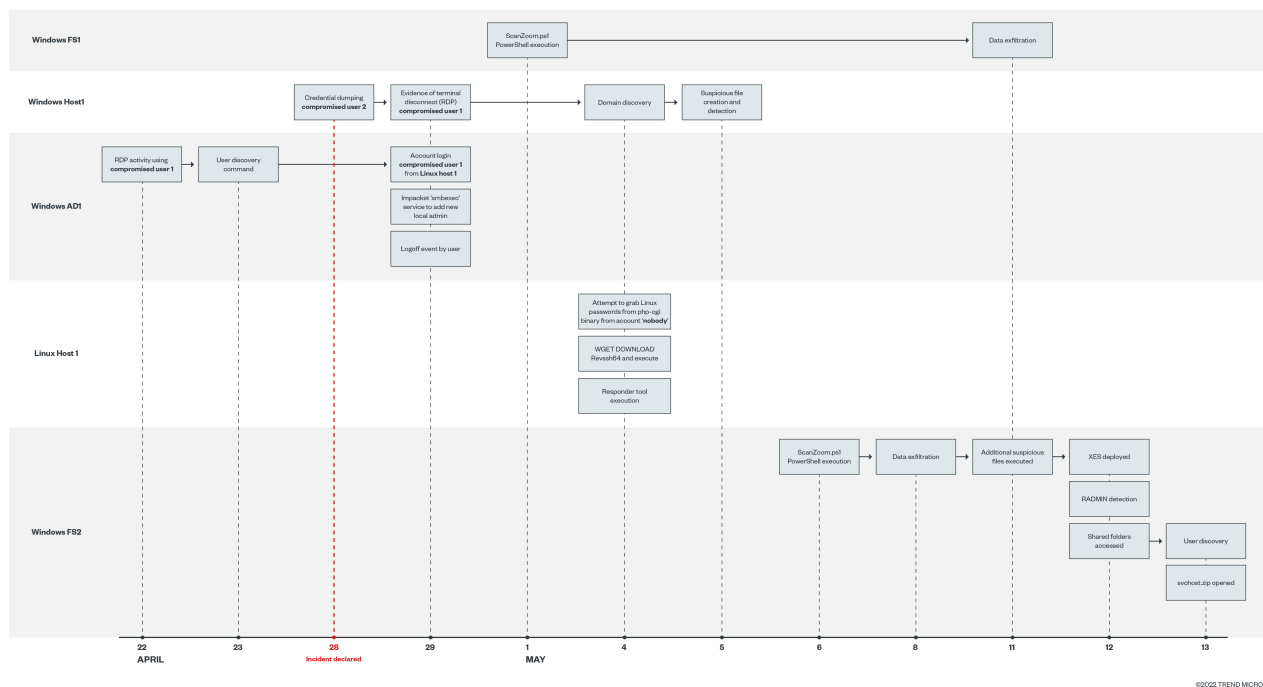 Windows FS1
ScanZoom.ps1
PowerShell execution
Data exfiltration
Windows Host1
Credential dumping
compromised user 2
Evidence of terminal
disconnect (RDP)
compromised user 1
Domain discovery
Suspicious file
creation and
detection
Windows AD1
RDP activity using
compromised user 1
User discovery
command
Account login
compromised user 1
from Linux host 1
Impacket 'smbexec'
service to add new
local admin
Logoff event by user
Linux Host 1
Attempt to grab Linux
passwords from php-cgi
binary from account 'nobody'
WGET DOWNLOAD
Revssh64 and execute
Responder tool
execution
Windows FS2
ScanZoom.ps1
PowerShell execution
Data exfiltration
Additional suspicious
files executed
XES deployed
RADMIN detection
Shared folders
accessed
User discovery
svchost.zip opened
22
23
28
29
1
4
5
6
8
11
12
13
APRIL
Incident declared
MAY
©2022 TREND MICRO